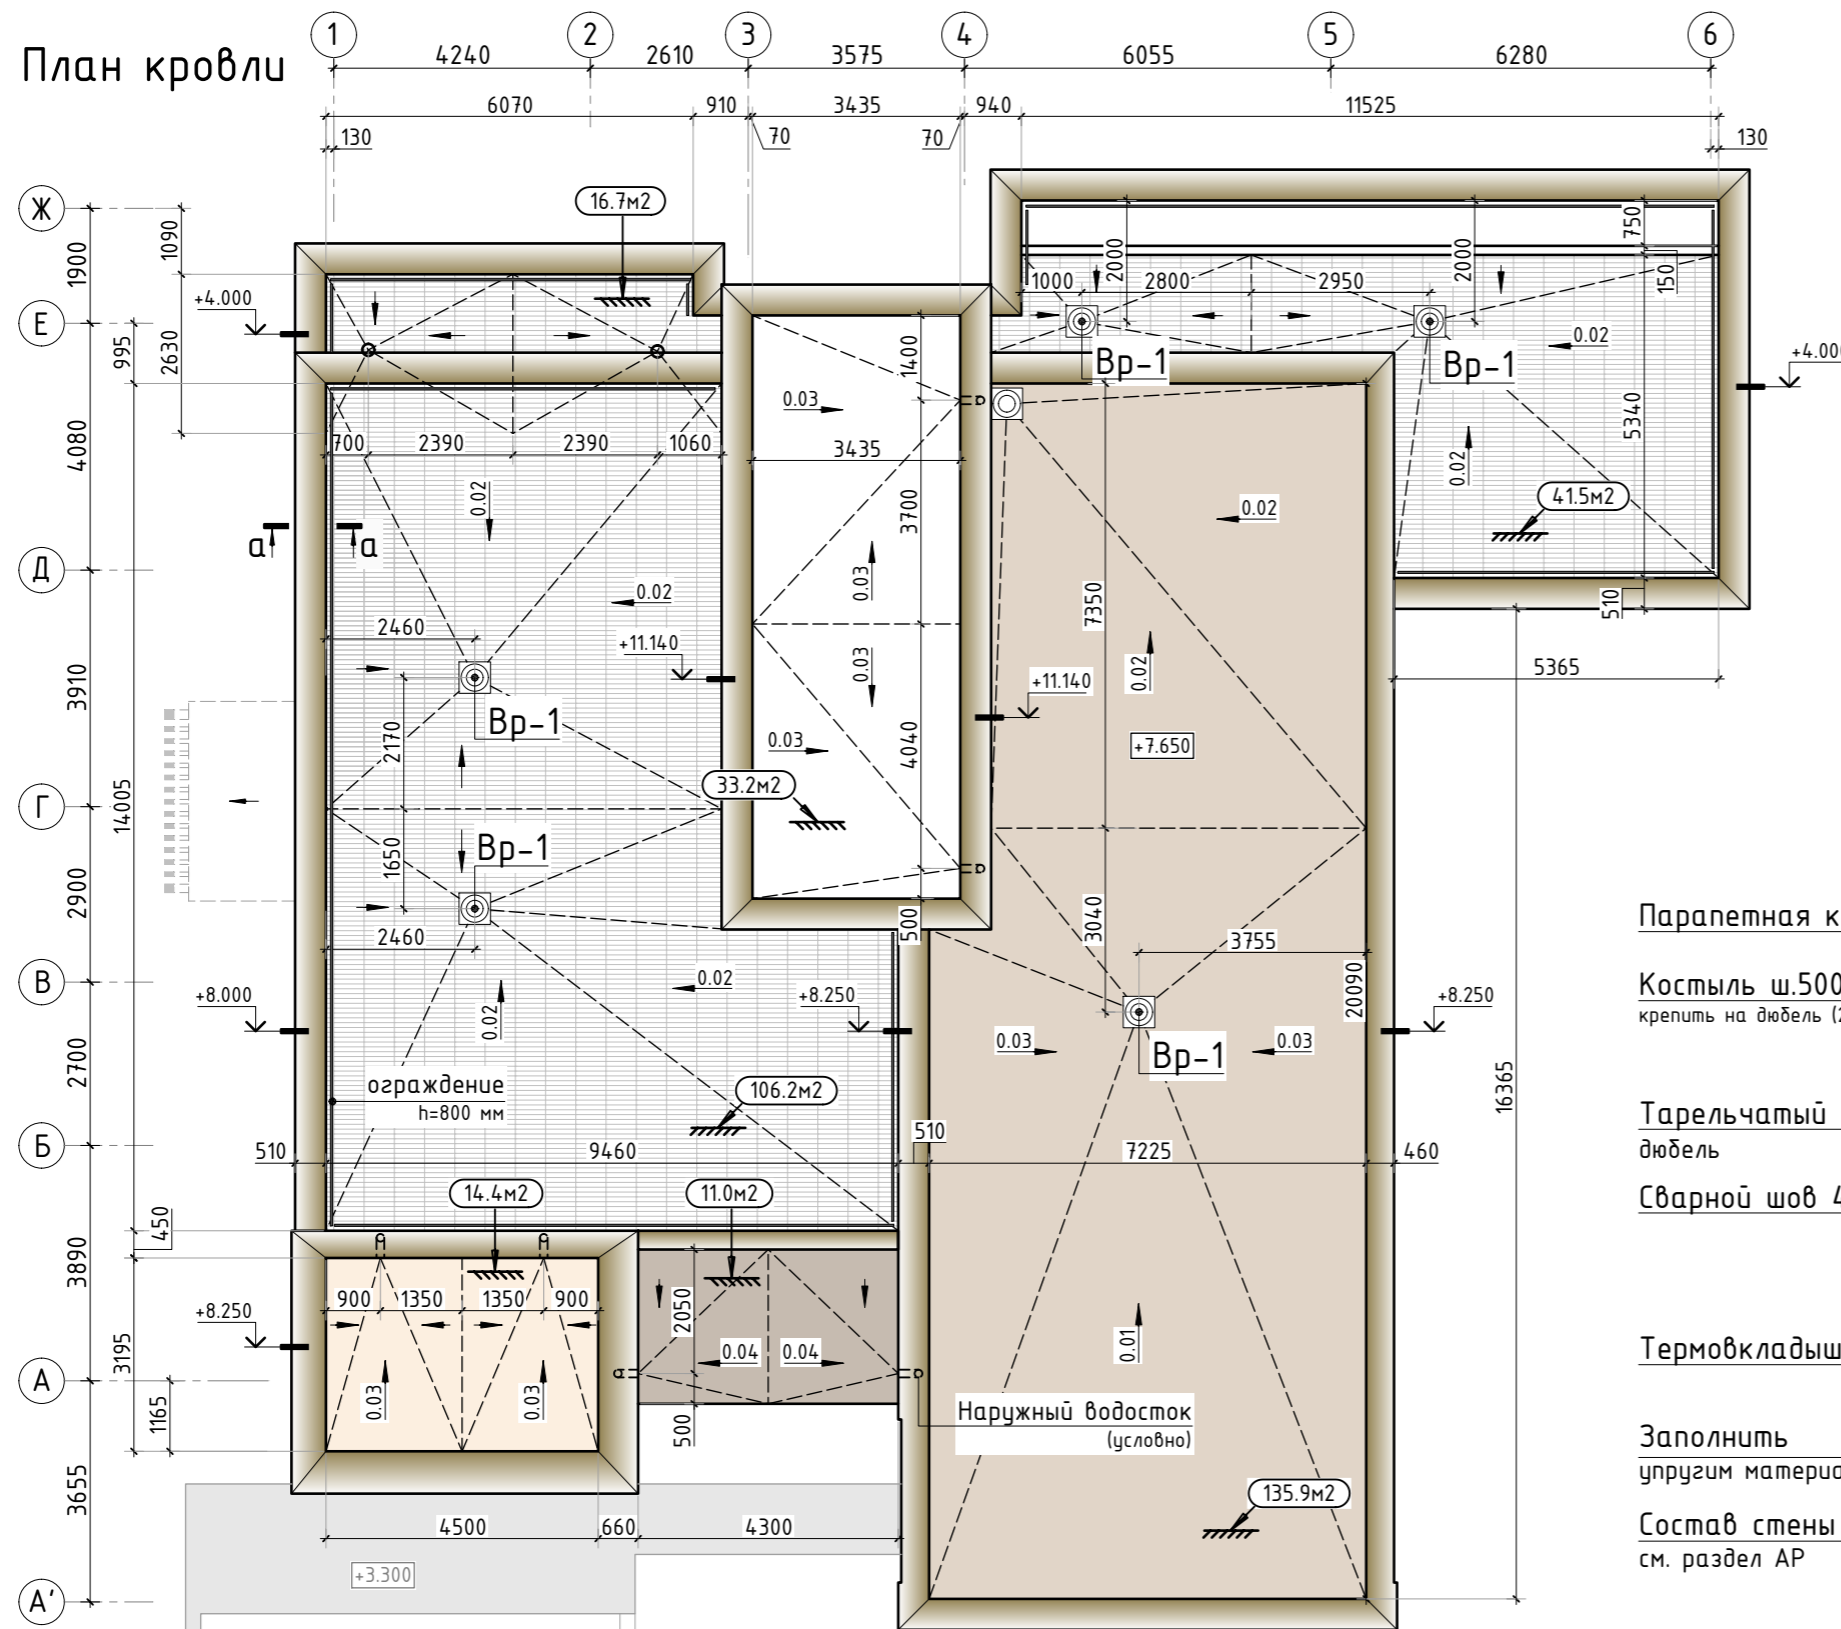 План кровли
1
2
3
4
5
6
4240
2610
3575
6055
6280
6070
910
3435
940
11525
130
70
70
130
Ж
Е
Д
Г
В
Б
А
А'
1900
4080
3910
2900
2700
3890
3655
995
14005
450
3195
1165
1090
2630
16.7м2
+4.000
700
2390
2390
1060
0.02
а
а
0.02
2460
+11.140
Вр-1
2170
1650
Вр-1
2460
0.02
0.02
+8.000
ограждение
h=800 мм
106.2м2
510
9460
14.4м2
11.0м2
900
1350
1350
900
+8.250
0.03
0.03
2050
0.04
0.04
500
4500
660
4300
+3.300
0.03
1400
3435
3700
0.03
0.03
0.03
4040
33.2м2
500
+11.140
1000
2000
2800
2950
2000
750
150
Вр-1
Вр-1
0.02
+4.00
5340
0.02
41.5м2
510
5365
0.02
7350
0.02
+7.650
3040
3755
20090
+8.250
+8.250
0.03
0.03
Вр-1
510
7225
460
16365
0.01
Наружный водосток
(условно)
135.9м2
Парапетная к
Костыль ш.500
крепить на дюбель (2
Тарельчатый
дюбель
Сварной шов 4
Термовкладыш
Заполнить
упругим материа
Состав стены
см. раздел АР